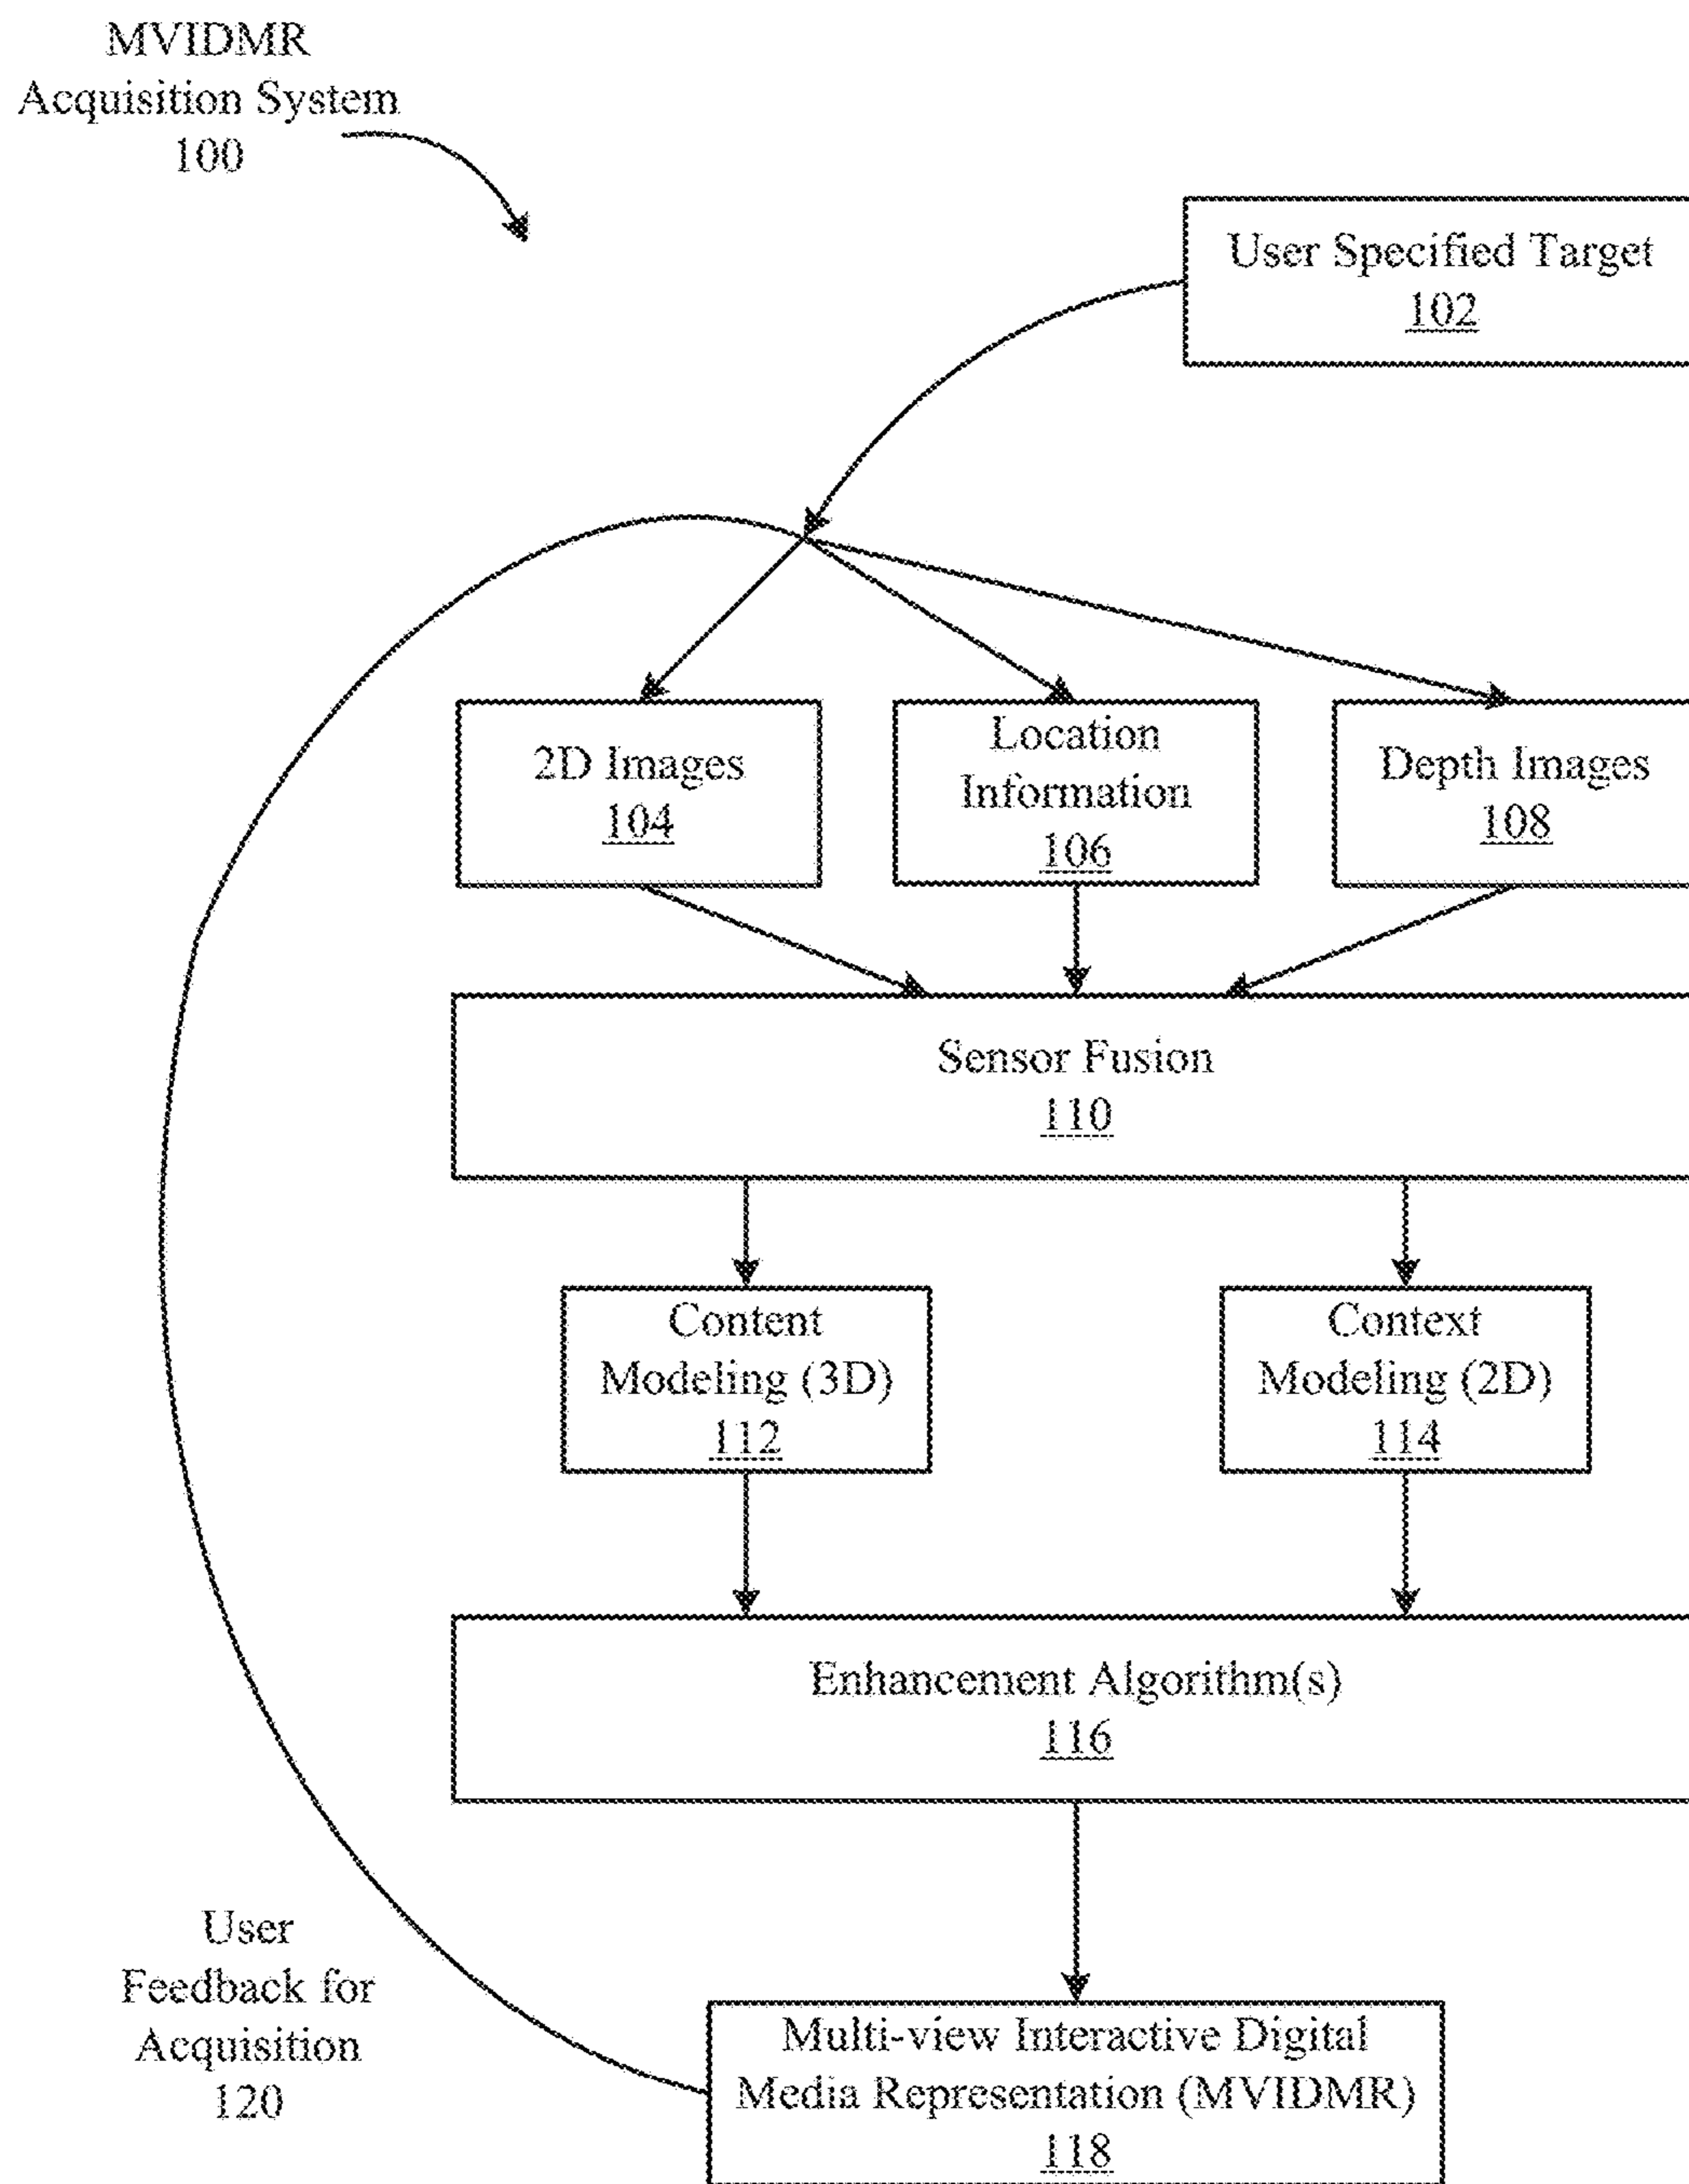 MVIDMR
Acquisition System
100
User Specified Target
102
2D Images
104
Location
Information
106
Depth Images
108
Sensor Fusion
110
Content
Modeling (3D)
112
Context
Modeling (2D)
114
Enhancement Algorithm(s)
116
User
Feedback for
Acquisition
120
Multi-view Interactive Digital
Media Representation (MVIDMR)
118